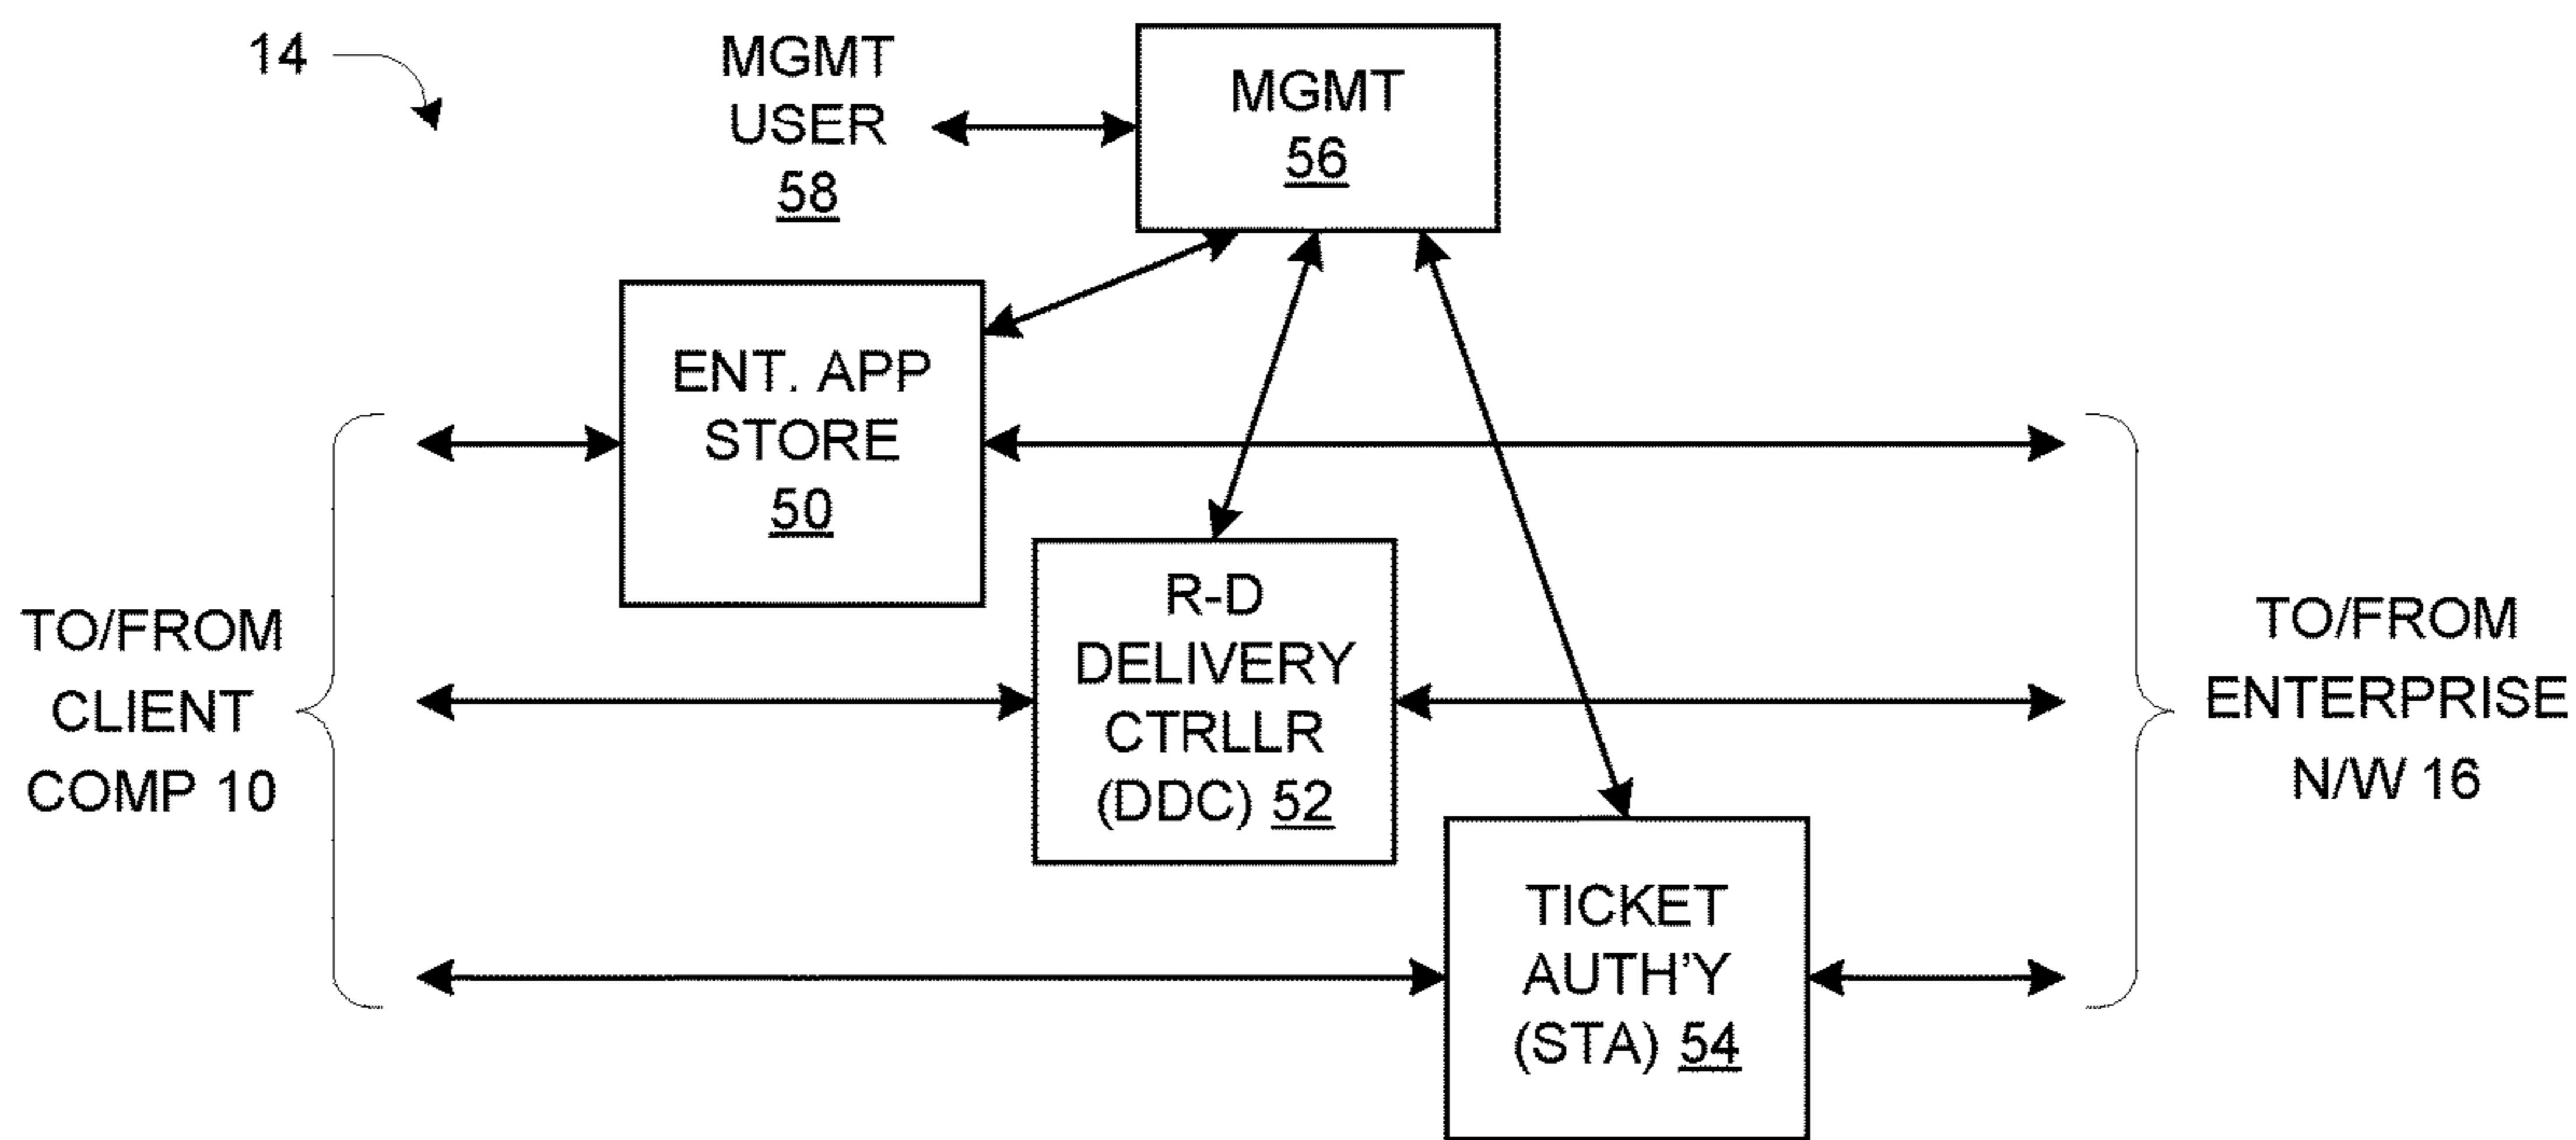 14
MGMT
USER
58
MGMT
56
ENT. APP
STORE
50
R-D
DELIVERY
CTRLLR
(DDC) 52
TICKET
AUTH'Y
(STA) 54
TO/FROM
CLIENT
COMP 10
TO/FROM
ENTERPRISE
N/W 16